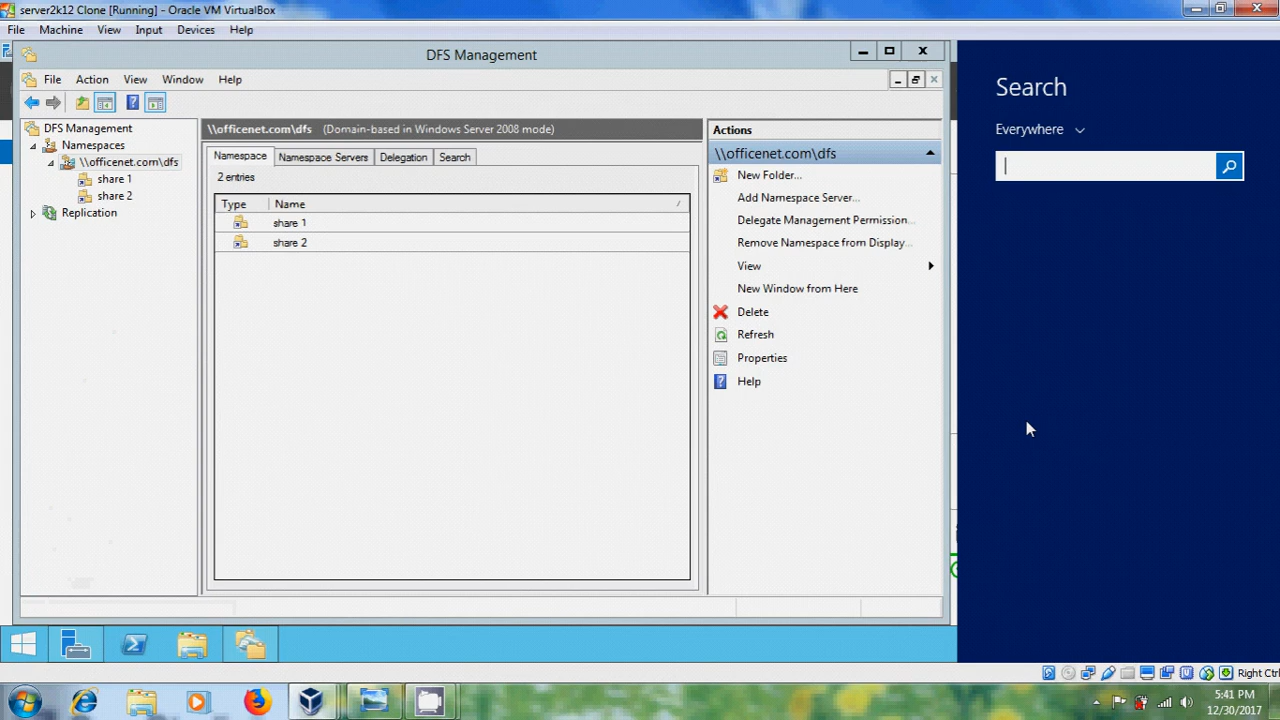 server2k12 Clone [Running] - Oracle VM VirtualBox
File Machine View Input Devices Help
DFS Management
File Action View Window Help
DFS Management
Namespaces
\\officenet.com\dfs
share 1
share 2
Replication
\\officenet.com\dfs (Domain-based in Windows Server 2008 mode)
Namespace Namespace Servers Delegation Search
2 entries
Type Name
share 1
share 2
Actions
\\officenet.com\dfs
New Folder...
Add Namespace Server...
Delegate Management Permission...
Remove Namespace from Display...
View
New Window from Here
Delete
Refresh
Properties
Help
Search
Everywhere
Right Ctrl
5:41 PM
12/30/2017